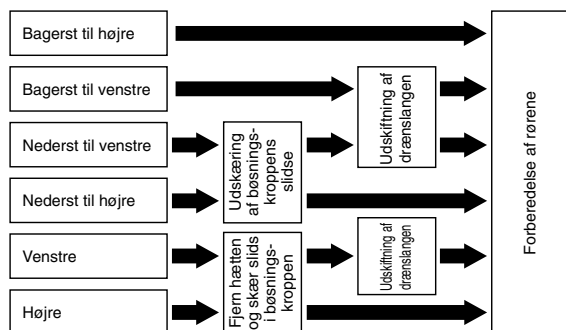 Bagerst til højre
Bagerst til venstre
Nederst til venstre
Nederst til højre
Venstre
Højre
Udskæring
af bøsnings-
kroppens
slidse
Fjern hætten
og skær slids
i bøsnings-
kroppen
Udskiftning af
drænslangen
Udskiftning af
drænslangen
Forberedelse af rørene